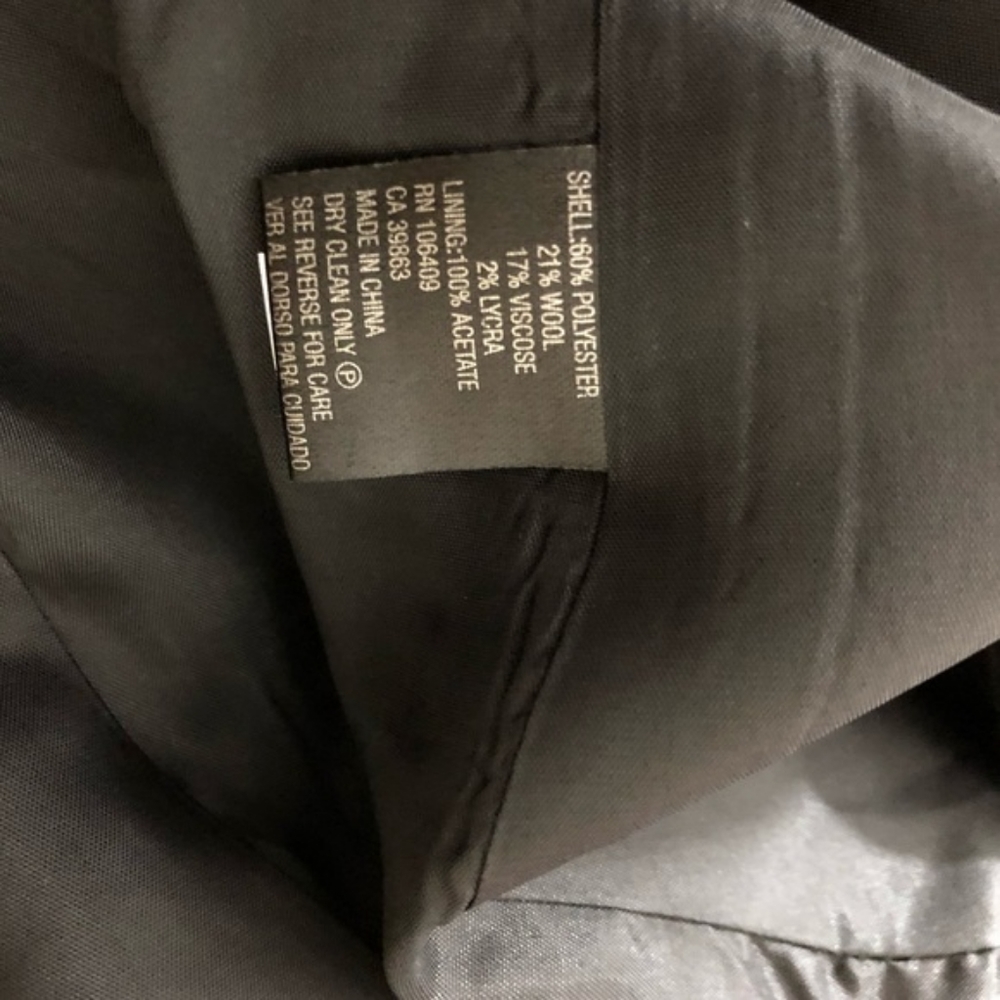 SHELL:60% POLYESTER
21% WOOL
17% VISCOSE
2% LYCRA
LINING:100% ACETATE
RN 106409
CA 39863
MADE IN CHINA
DRY CLEAN ONLY Ⓟ
SEE REVERSE FOR CARE
VER AL DORSO PARA CUIDADO